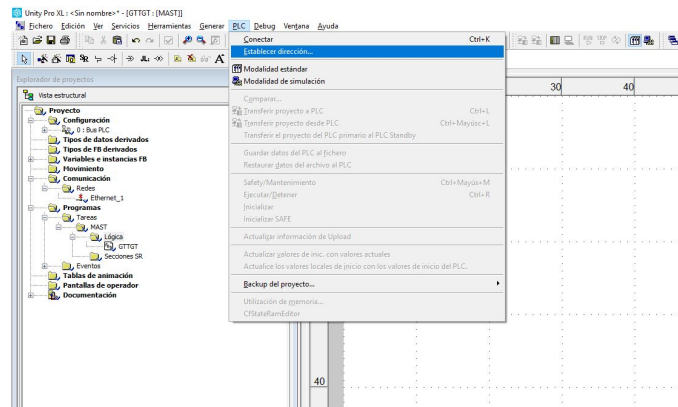 Unity Pro XL : <Sin nombre>* - [GTTGT : [MAST]]
Fichero Edición Ver Servicios Herramientas Generar PLC Debug Ventana Ayuda
Conectar Ctrl+K
Establecer dirección...
Modalidad estándar
Modalidad de simulación
Comparar...
Transferir proyecto a PLC Ctrl+L
Transferir proyecto desde PLC Ctrl+Mayúsc+L
Transferir el proyecto del PLC primario al PLC Standby
Guardar datos del PLC al fichero
Restaurar datos del archivo al PLC
Safety/Mantenimiento Ctrl+Mayús+M
Ejecutar/Detener Ctrl+R
Inicializar
Inicializar SAFE
Actualizar información de Upload
Actualizar valores de inic. con valores actuales
Actualice los valores locales de inicio con los valores de inicio del PLC.
Backup del proyecto...
Utilización de memoria...
CfStateRamEditor
Explorador de proyectos
Vista estructural
Proyecto
Configuración
0 : Bus PLC
Tipos de datos derivados
Tipos de FB derivados
Variables e instancias FB
Movimiento
Comunicación
Redes
Ethernet_1
Programas
Tareas
MAST
Lógica
GTTGT
Secciones SR
Eventos
Tablas de animación
Pantallas de operador
Documentación
30 40
40